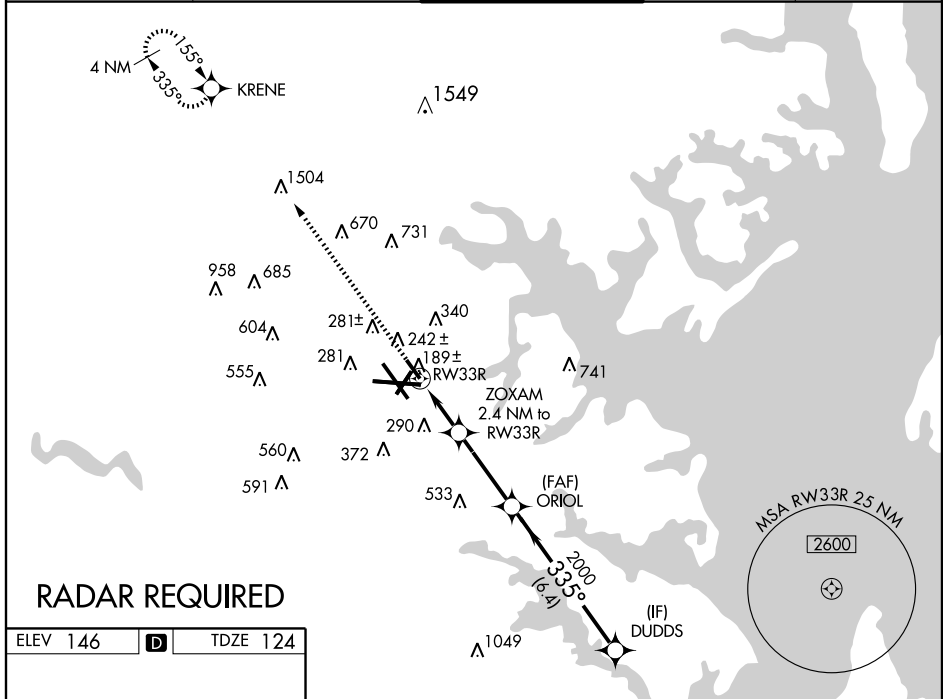 155°
4 NM
335°
KRENE
1549
1504
670
731
958
685
281±
340
604
242 ±
281
189±
555
RW33R
741
ZOXAM
2.4 NM to
RW33R
290
560
372
591
533
(FAF)
ORIOL
MSA RW33R 25 NM
2600
2000
335°
(6.4)
RADAR REQUIRED
(IF)
DUDDS
ELEV 146 D TDZE 124
1049